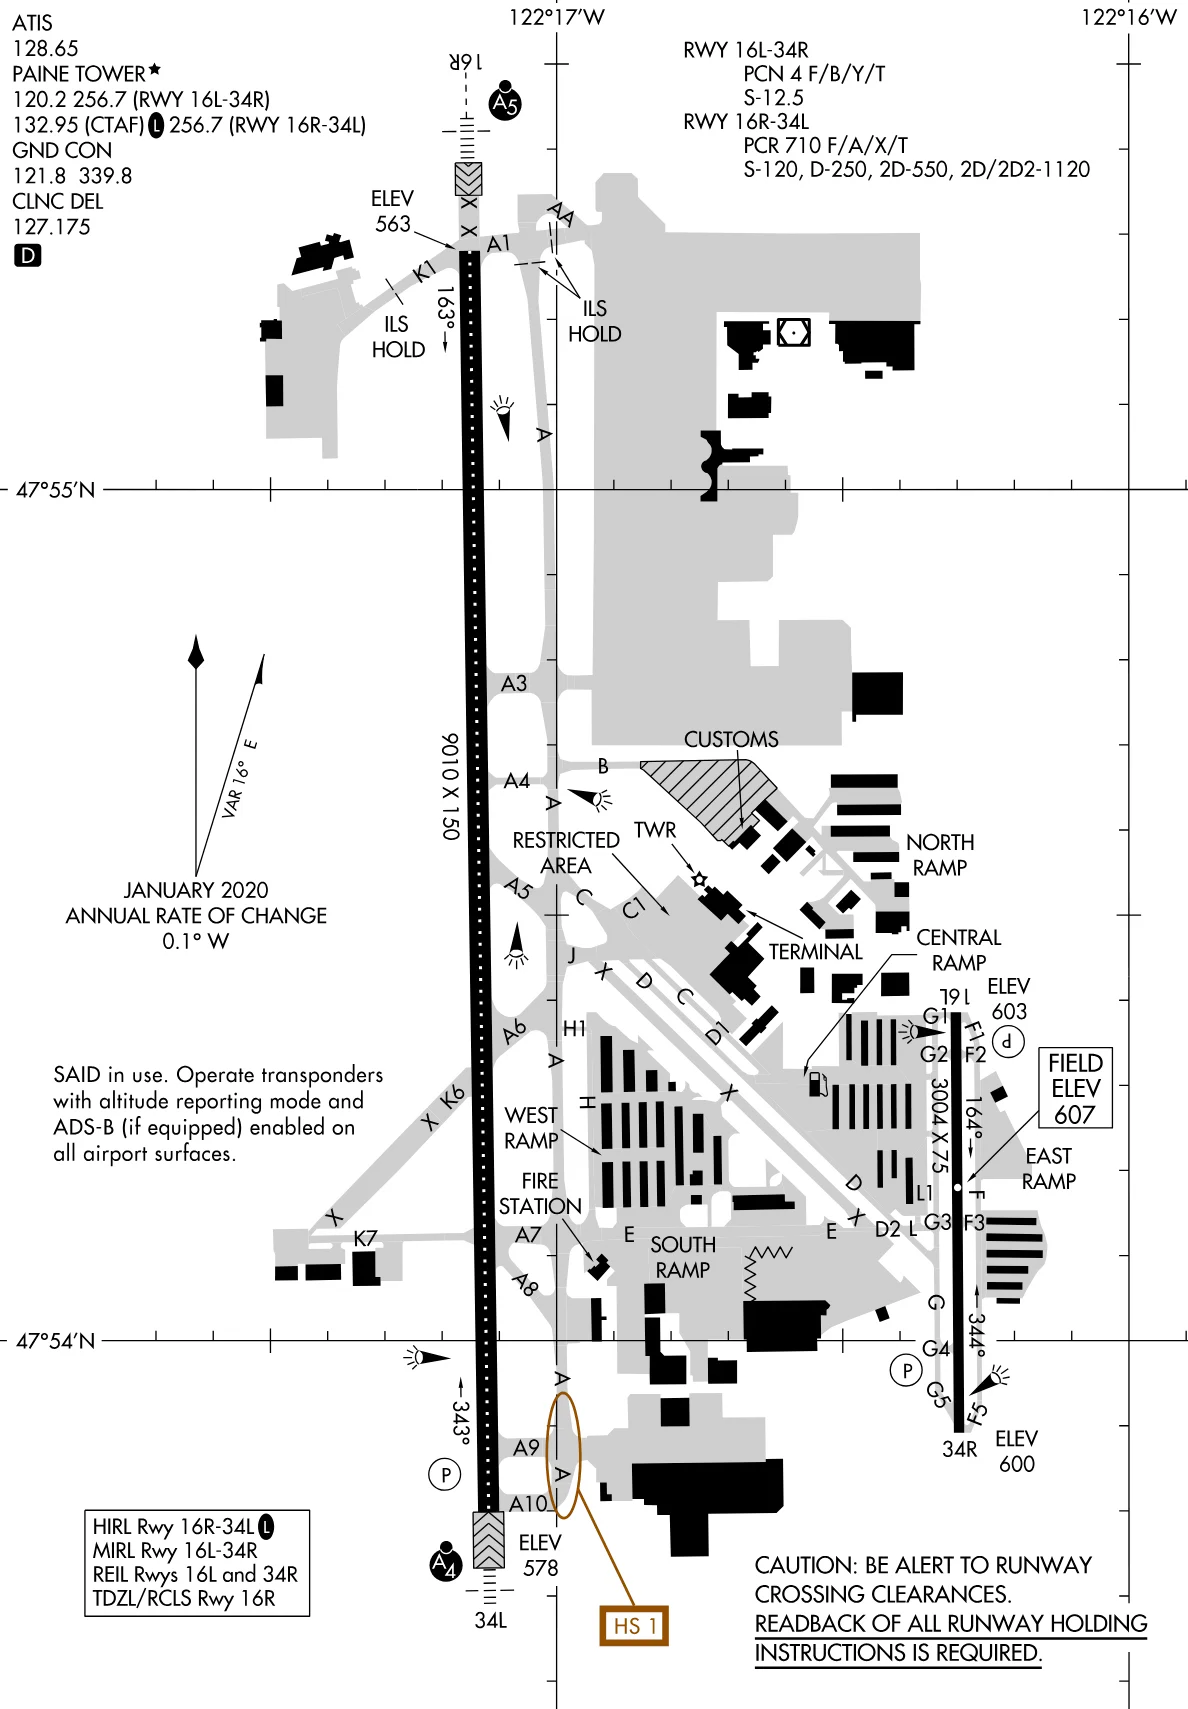 ATIS
128.65
PAINE TOWER★
120.2 256.7 (RWY 16L-34R)
132.95 (CTAF) L 256.7 (RWY 16R-34L)
GND CON
121.8 339.8
CLNC DEL
127.175
D
122°17'W
122°16'W
RWY 16L-34R
PCN 4 F/B/Y/T
S-12.5
RWY 16R-34L
PCR 710 F/A/X/T
S-120, D-250, 2D-550, 2D/2D2-1120
16R
A5
ELEV
563
X
X
A1
AA
K1
ILS
HOLD
ILS
HOLD
163°
A
47°55'N
A3
9010 X 150
VAR 16° E
JANUARY 2020
ANNUAL RATE OF CHANGE
0.1° W
CUSTOMS
B
A4
A
TWR
RESTRICTED
AREA
NORTH
RAMP
A5
C
C1
TERMINAL
CENTRAL
RAMP
J
X
D
C
D1
A6
H1
A
16L
ELEV
603
G1
F1
P
G2
F2
FIELD
ELEV
607
SAID in use. Operate transponders
with altitude reporting mode and
ADS-B (if equipped) enabled on
all airport surfaces.
K6
X
X
X
WEST
RAMP
H
3004 X 75
164°
EAST
RAMP
FIRE
STATION
D
X
L1
F
K7
A7
E
SOUTH
RAMP
E
D2
L
G3
F3
A8
G
344°
47°54'N
G4
P
G5
F5
34R
ELEV
600
343°
A
A9
A
P
A10
ELEV
578
A4
34L
HS 1
HIRL Rwy 16R-34L L
MIRL Rwy 16L-34R
REIL Rwys 16L and 34R
TDZL/RCLS Rwy 16R
CAUTION: BE ALERT TO RUNWAY
CROSSING CLEARANCES.
READBACK OF ALL RUNWAY HOLDING
INSTRUCTIONS IS REQUIRED.